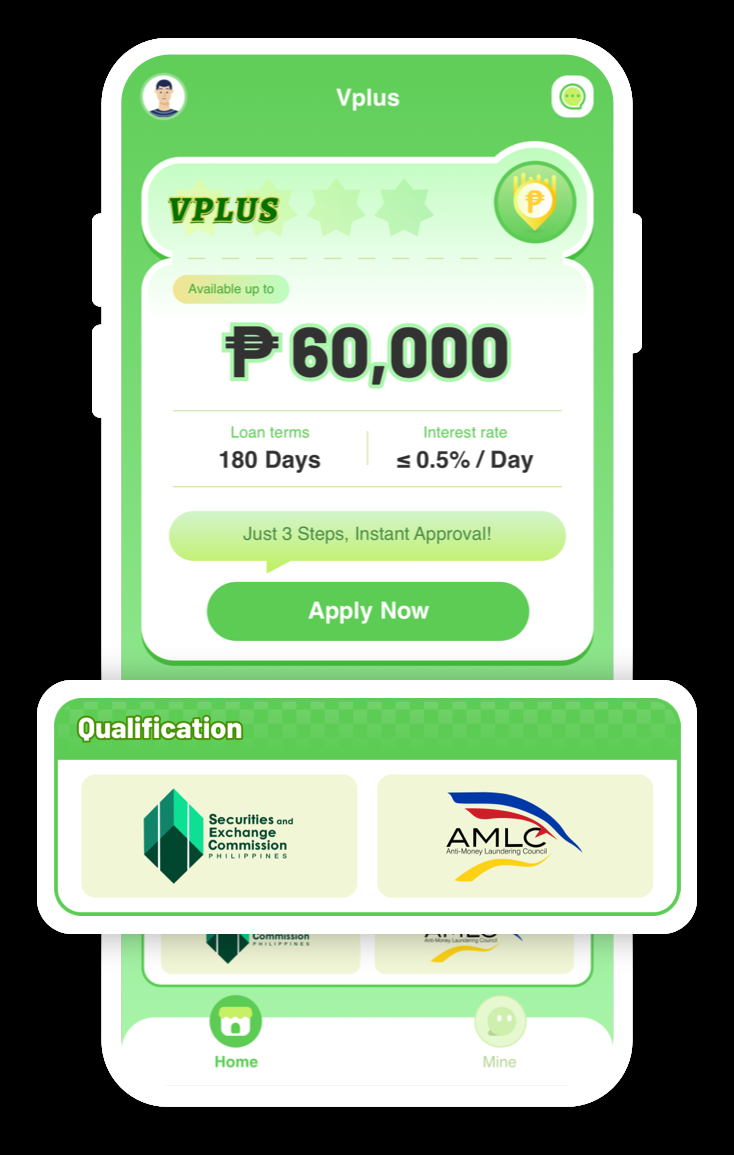 Vplus
VPLUS
₱
Available up to
₱ 60,000
Loan terms
Interest rate
180 Days
≤ 0.5% / Day
Just 3 Steps, Instant Approval!
Apply Now
Qualification
Securities and
Exchange
Commission
PHILIPPINES
AMLC
Anti-Money Laundering Council
Commission
PHILIPPINES
AMLC
Anti-Money Laundering Council
Home
Mine